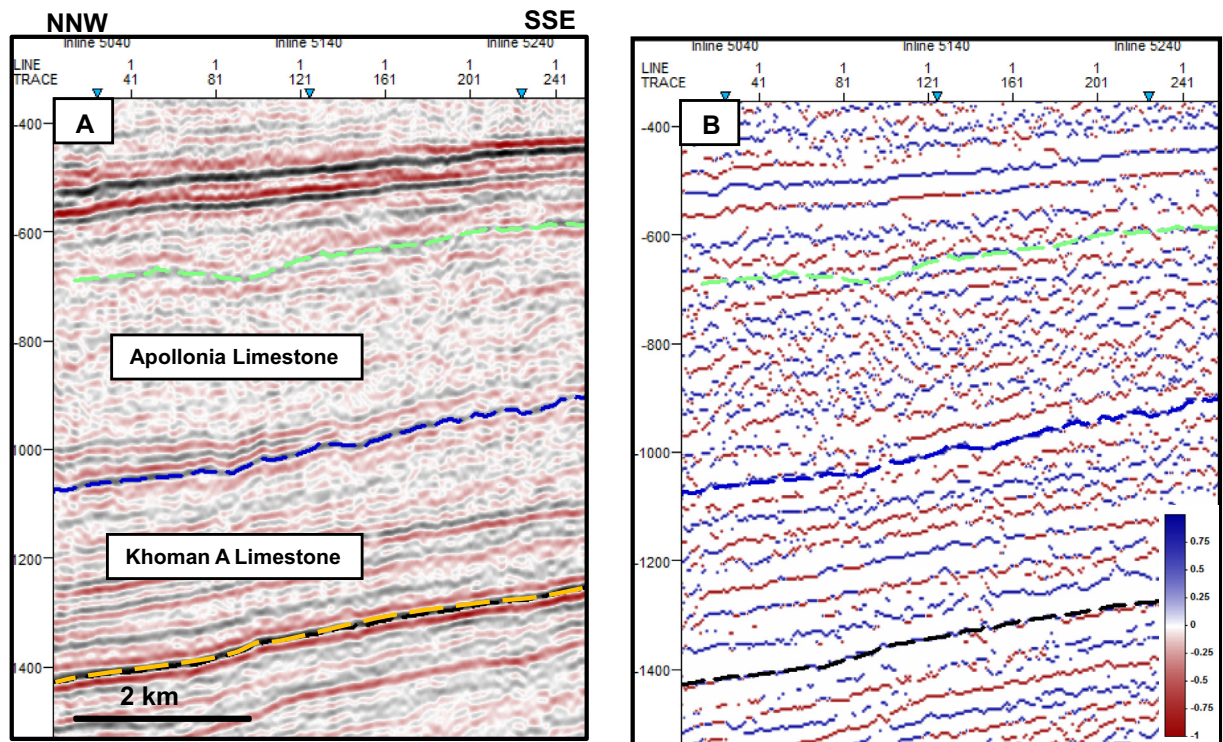 NNW SSE
Inline 5040 Inline 5140 Inline 5240
LINE 1 1 1 1 1 1
TRACE 41 81 121 161 201 241
A
-400
-600
-800
-1000
-1200
-1400
Apollonia Limestone
Khoman A Limestone
2 km
Inline 5040 Inline 5140 Inline 5240
LINE 1 1 1 1 1 1
TRACE 41 81 121 161 201 241
B
-400
-600
-800
-1000
-1200
-1400
0.75
0.5
0.25
0
-0.25
-0.5
-0.75
-1